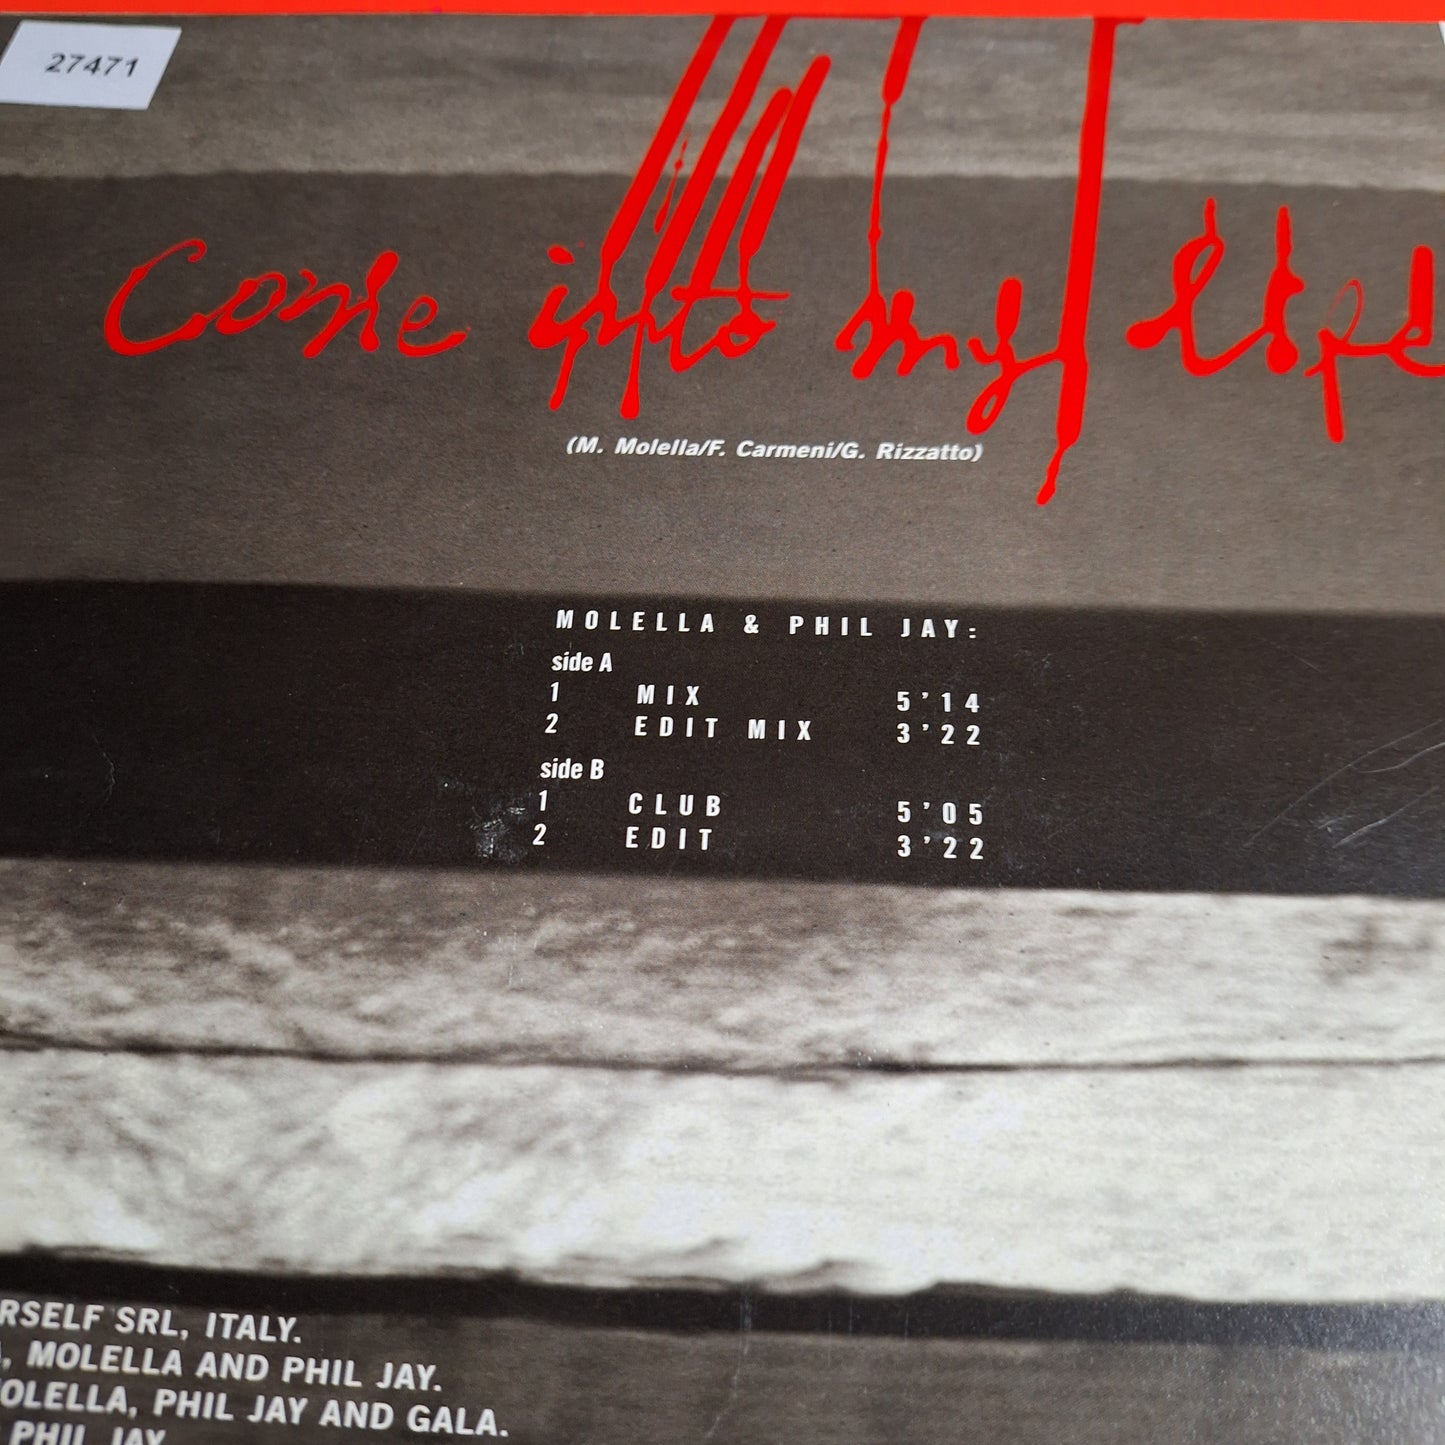 27471
Come into my life
(M. Molella/F. Carmeni/G. Rizzatto)
MOLELLA & PHIL JAY:
side A
1 MIX 5'14
2 EDIT MIX 3'22
side B
1 CLUB 5'05
2 EDIT 3'22
RSELF SRL, ITALY.
, MOLELLA AND PHIL JAY.
OLELLA, PHIL JAY AND GALA.
PHIL JAY